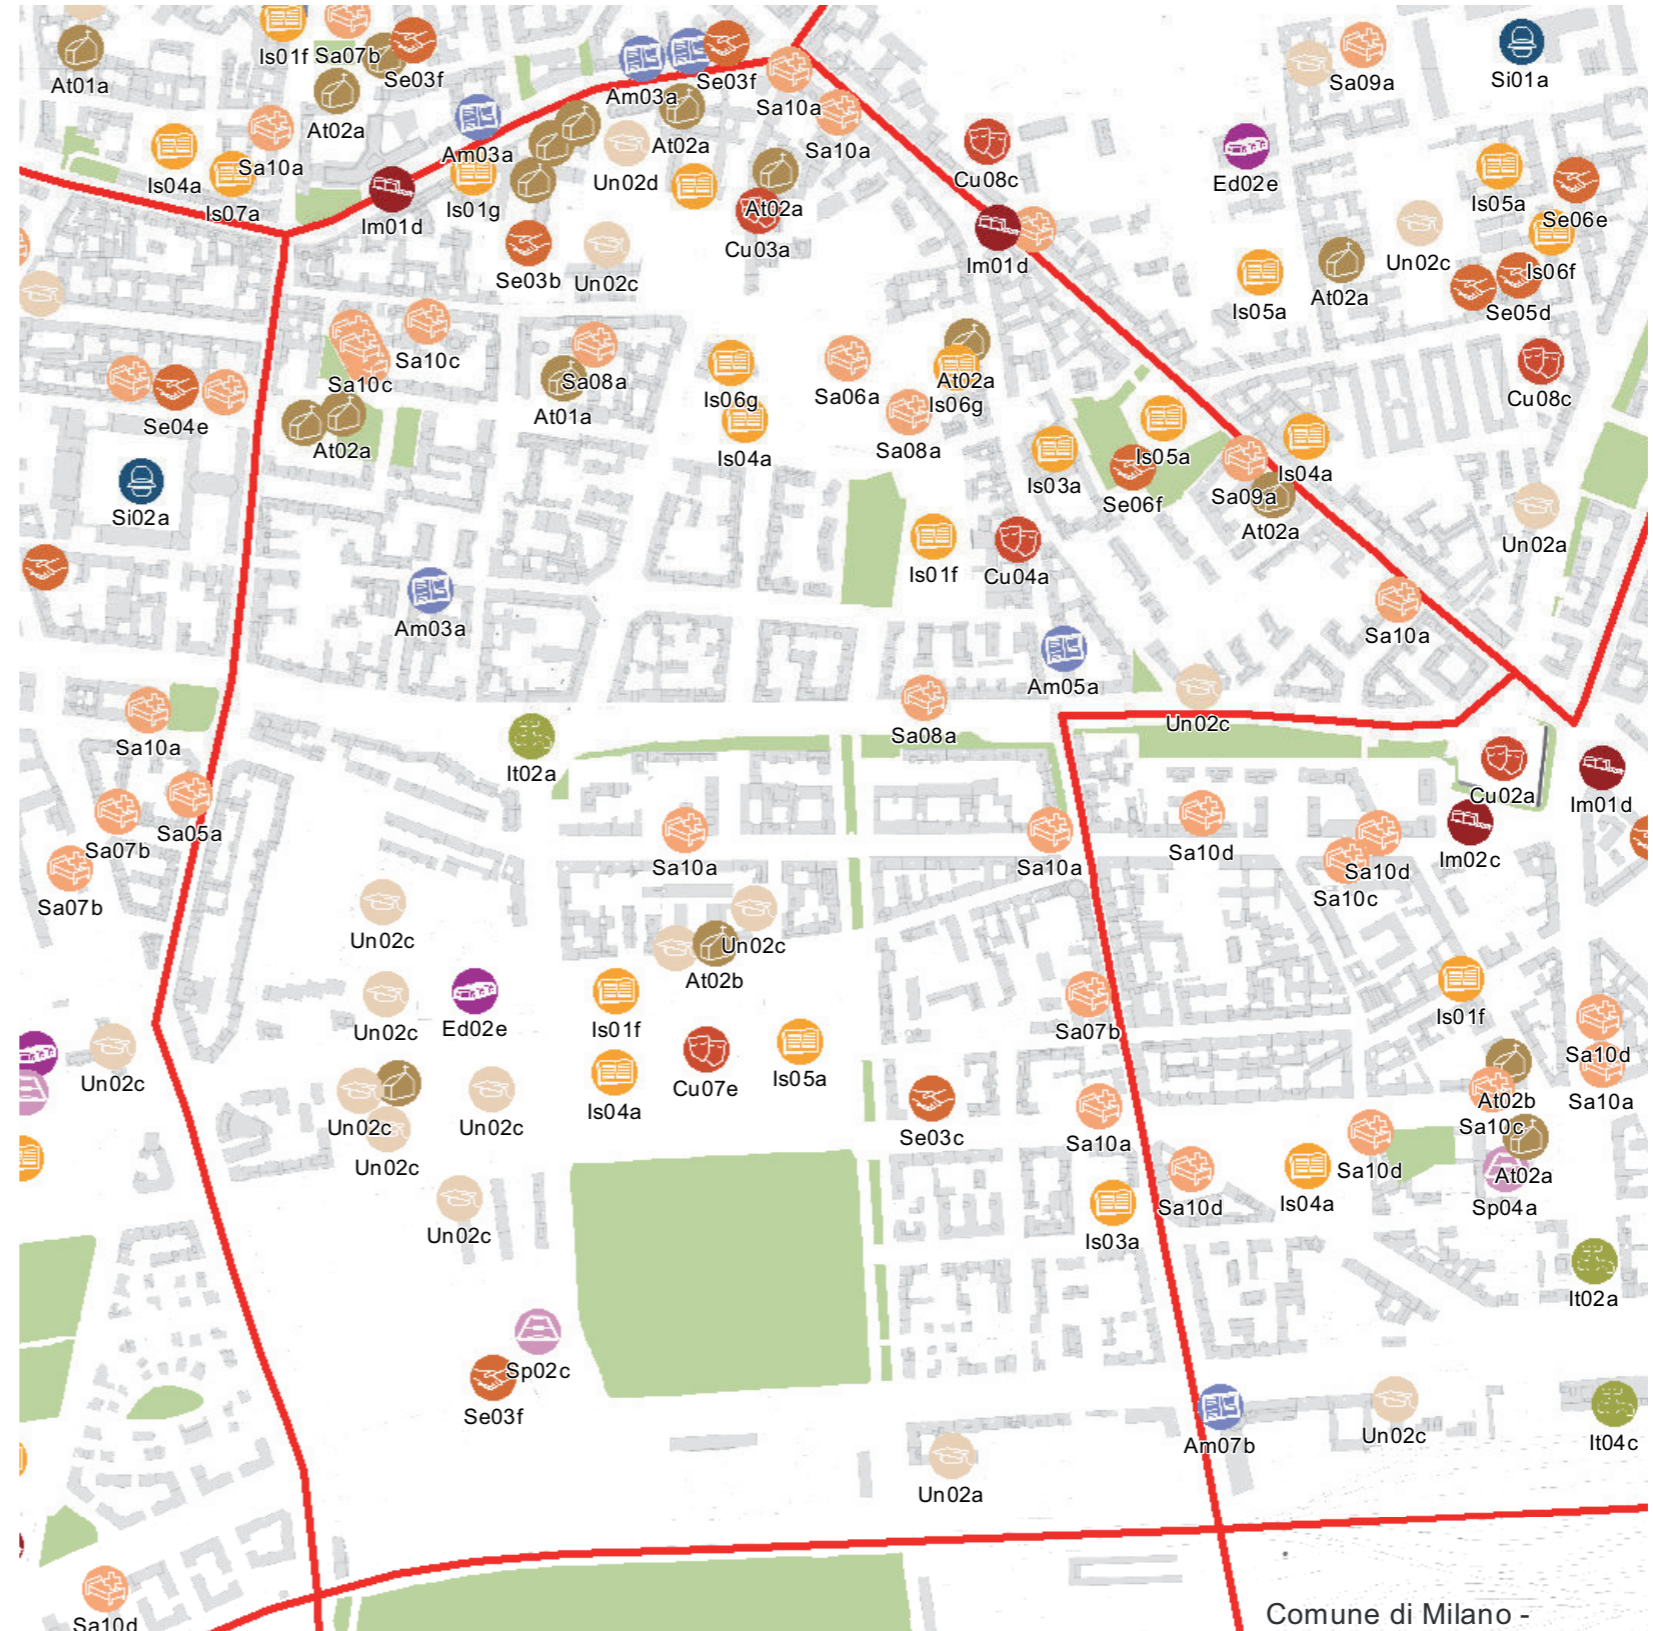 Is01f
Sa07b
Se03f
At01a
At02a
Am03a
Se03f
Sa10a
Sa09a
Si01a
Is04a
Sa10a
Is07a
Am03a
At02a
Un02d
Sa10a
Cu08c
Ed02e
Is05a
Se06e
Im01d
Is01g
At02a
Cu03a
Se03b
Un02c
Im01d
Is05a
At02a
Un02c
Is06f
Se05d
Sa10c
Sa10c
Sa08a
At01a
Is06g
Is04a
Sa06a
At02a
Is06g
Sa08a
Cu08c
Se04e
At02a
Si02a
Is03a
Is05a
Se06f
Is04a
Sa09a
At02a
Un02a
Is01f
Cu04a
Am03a
Sa10a
Am05a
Sa10a
It02a
Sa08a
Un02c
Cu02a
Im01d
Sa07b
Sa05a
Sa10a
Sa10a
Sa10d
Sa10d
Im02c
Sa10c
Sa07b
Un02c
Un02c
At02b
Un02c
Ed02e
Is01f
Sa07b
Is01f
Un02c
Is04a
Cu07e
Is05a
Sa10d
Sa10a
Un02c
Un02c
Un02c
Se03c
Sa10a
At02b
Sa10c
Un02c
Is03a
Sa10d
Is04a
Sa10d
At02a
Sp04a
It02a
Sp02c
Se03f
Un02a
Am07b
Un02c
It04c
Sa10d
Comune di Milano -